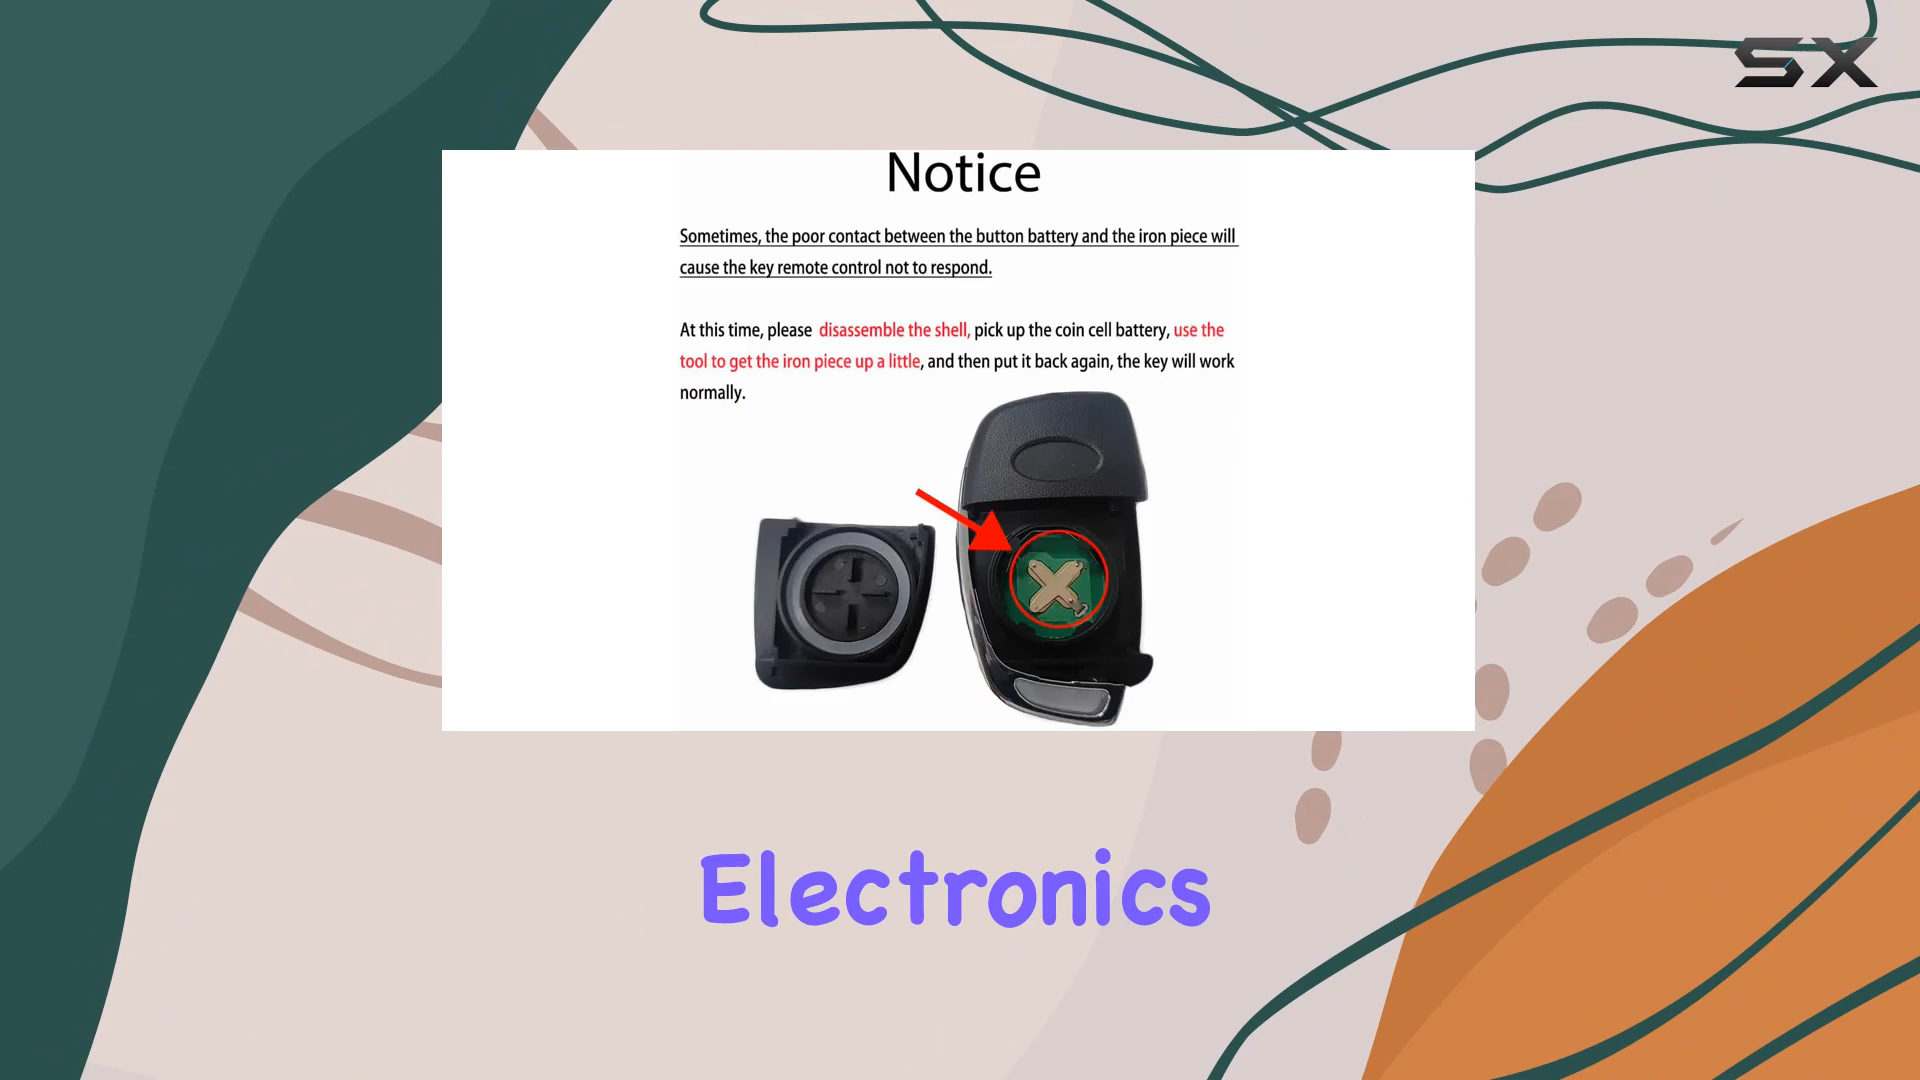 SX
Notice
Sometimes, the poor contact between the button battery and the iron piece will
cause the key remote control not to respond.
At this time, please disassemble the shell, pick up the coin cell battery, use the
tool to get the iron piece up a little, and then put it back again, the key will work
normally.
Electronics